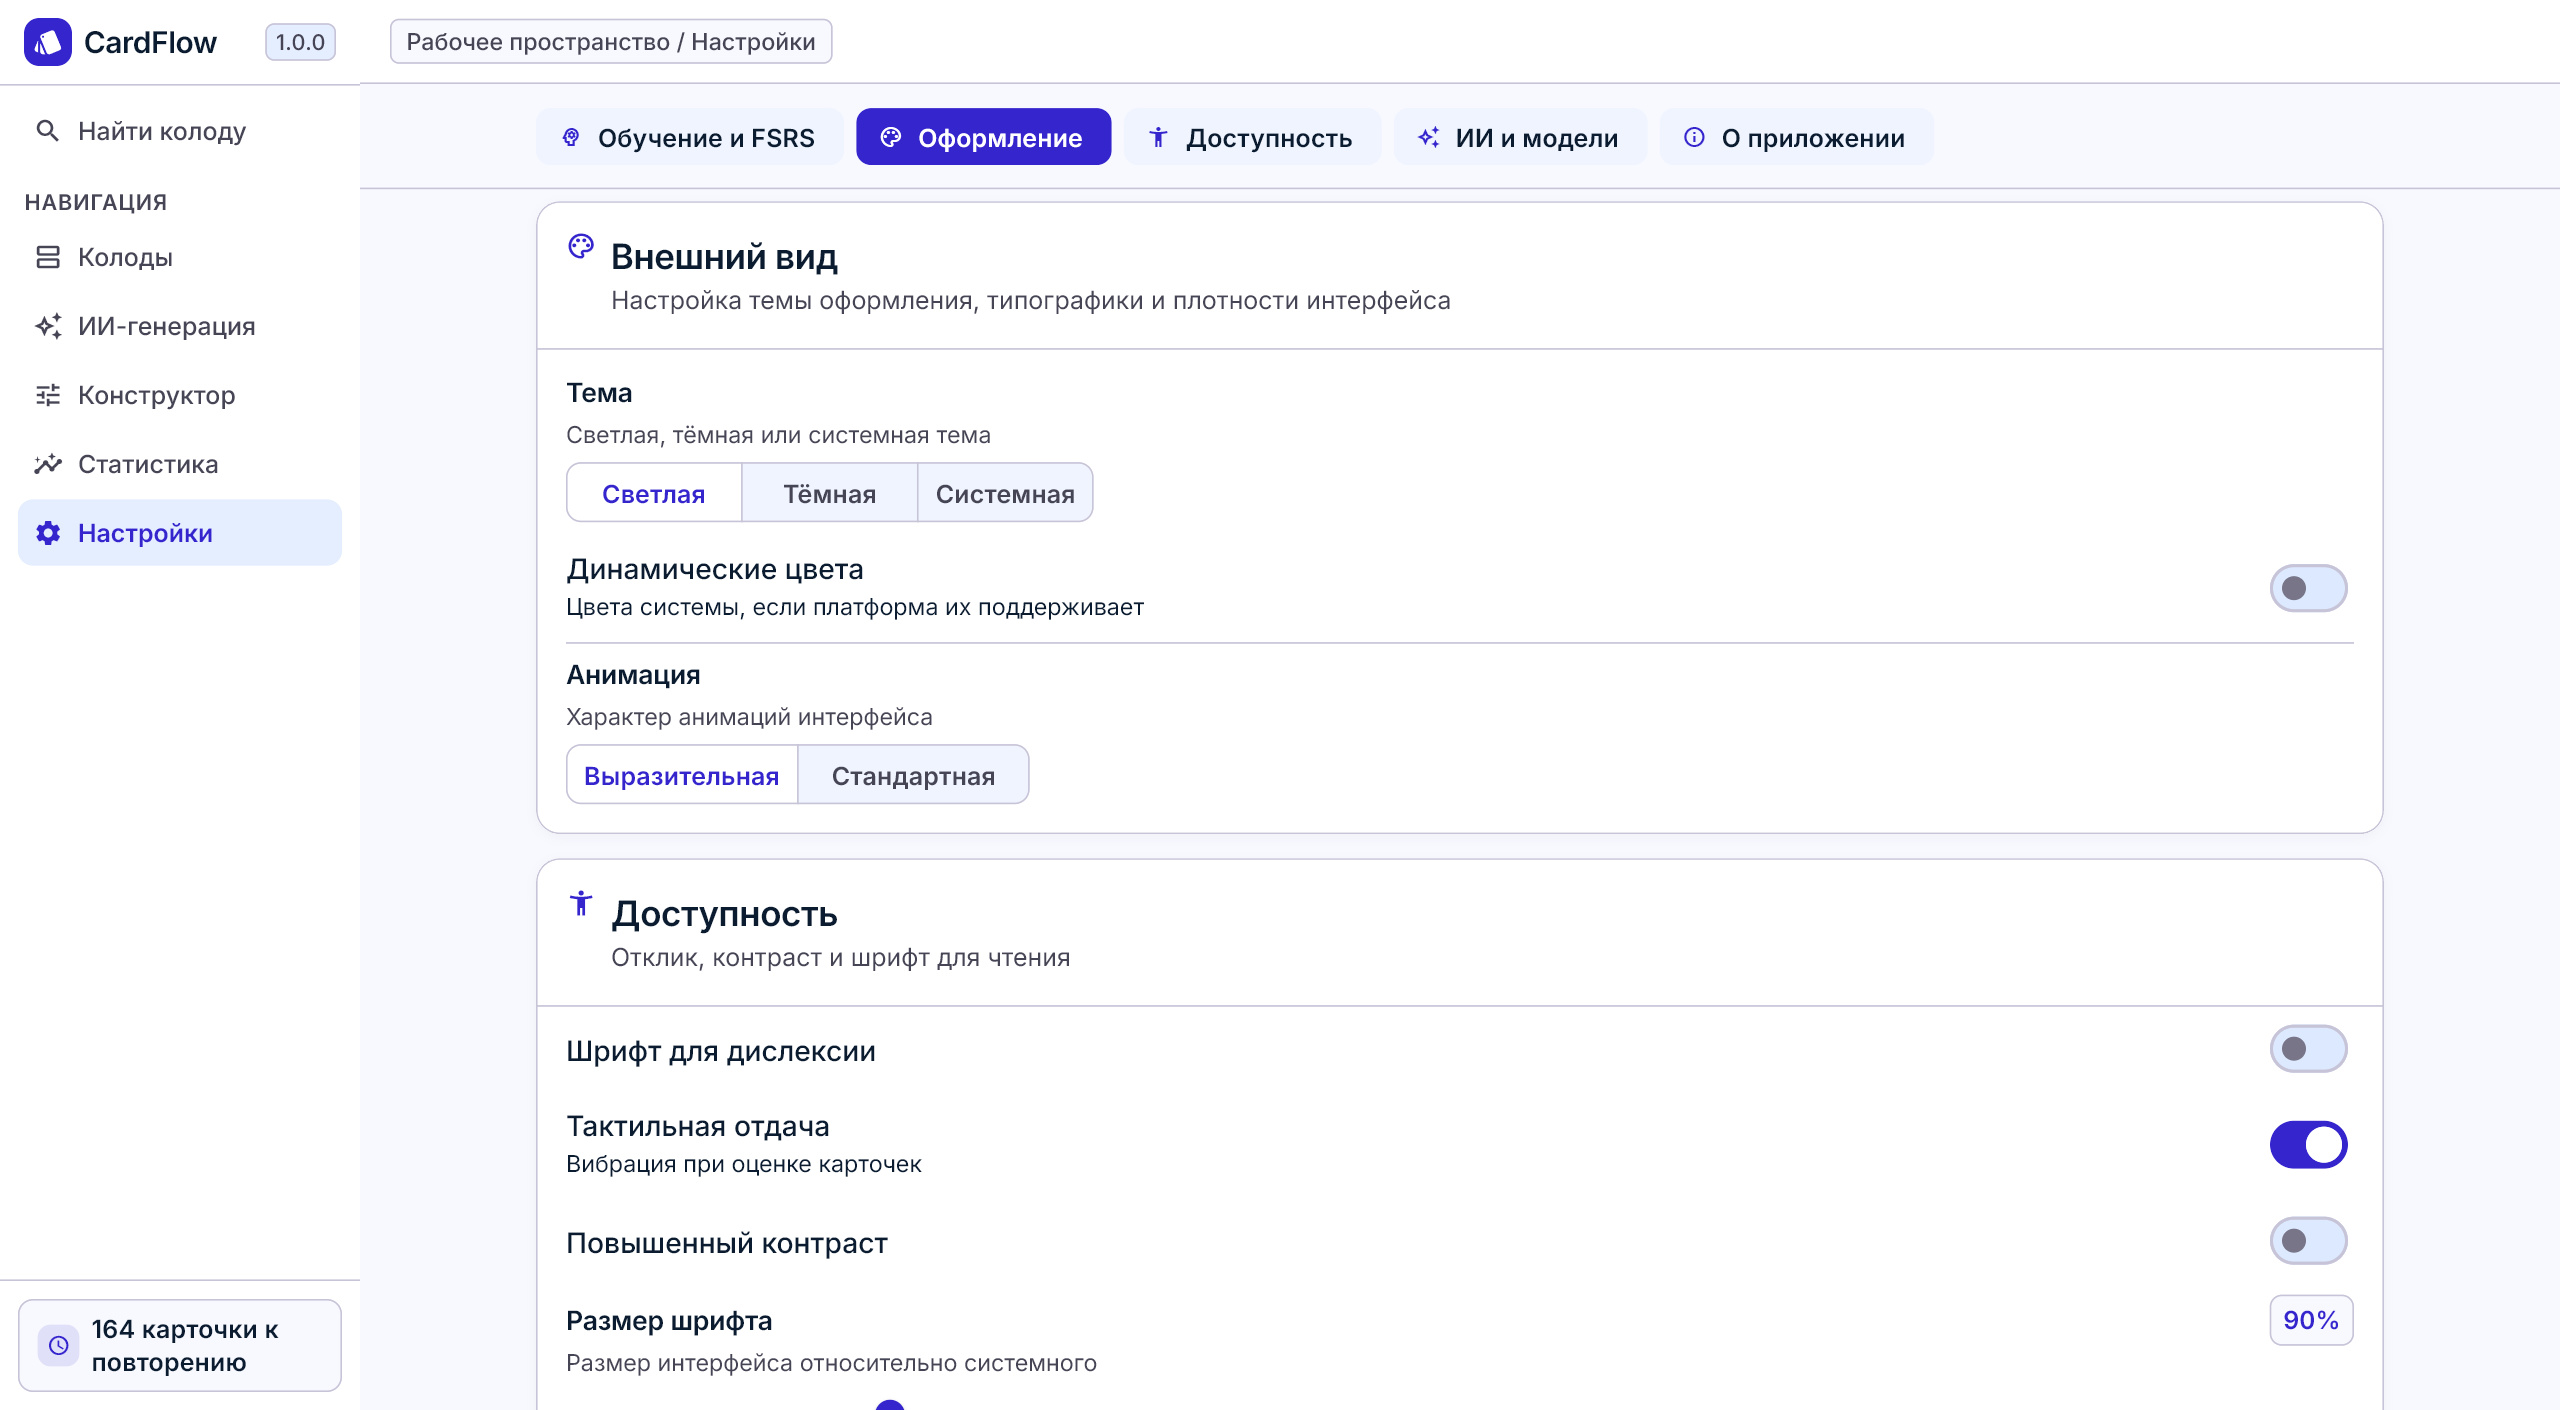 CardFlow
1.0.0
Рабочее пространство / Настройки
Найти колоду
НАВИГАЦИЯ
Колоды
ИИ-генерация
Конструктор
Статистика
Настройки
164 карточки к
повторению
Обучение и FSRS
Оформление
Доступность
ИИ и модели
О приложении
Внешний вид
Настройка темы оформления, типографики и плотности интерфейса
Тема
Светлая, тёмная или системная тема
Светлая
Тёмная
Системная
Динамические цвета
Цвета системы, если платформа их поддерживает
Анимация
Характер анимаций интерфейса
Выразительная
Стандартная
Доступность
Отклик, контраст и шрифт для чтения
Шрифт для дислексии
Тактильная отдача
Вибрация при оценке карточек
Повышенный контраст
Размер шрифта
90%
Размер интерфейса относительно системного